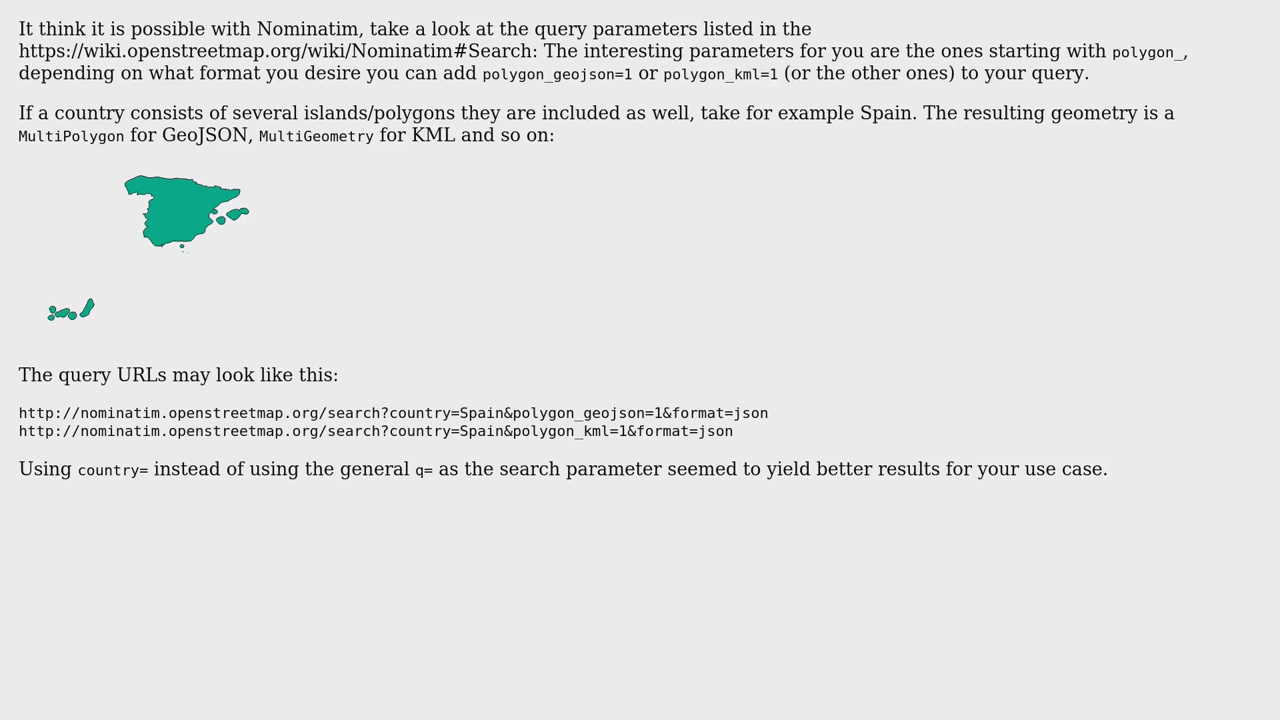 It think it is possible with Nominatim, take a look at the query parameters listed in the
https://wiki.openstreetmap.org/wiki/Nominatim#Search: The interesting parameters for you are the ones starting with polygon_,
depending on what format you desire you can add polygon_geojson=1 or polygon_kml=1 (or the other ones) to your query.
If a country consists of several islands/polygons they are included as well, take for example Spain. The resulting geometry is a
MultiPolygon for GeoJSON, MultiGeometry for KML and so on:
The query URLs may look like this:
http://nominatim.openstreetmap.org/search?country=Spain&polygon_geojson=1&format=json
http://nominatim.openstreetmap.org/search?country=Spain&polygon_kml=1&format=json
Using country= instead of using the general q= as the search parameter seemed to yield better results for your use case.